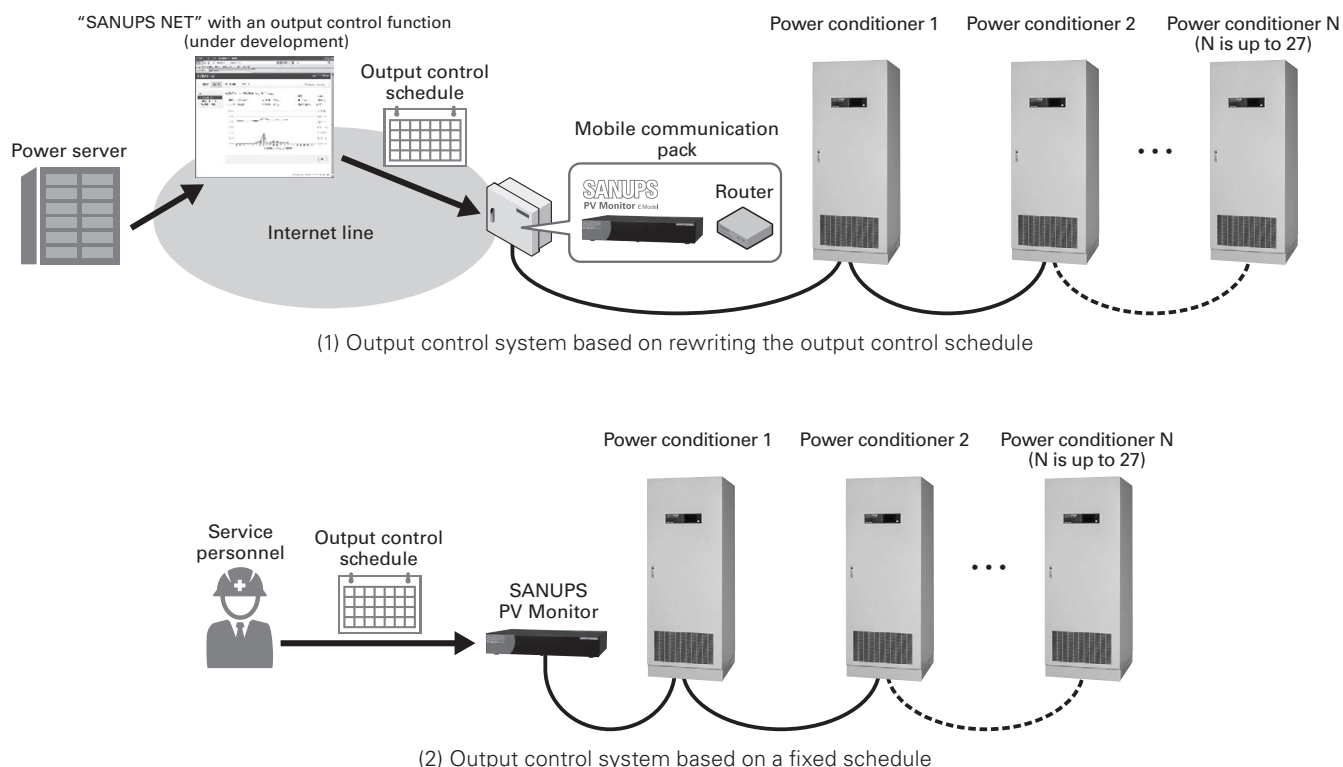 “SANUPS NET” with an output control function
(under development)
Power conditioner 1
Power conditioner 2
Power conditioner N
(N is up to 27)
Output control
schedule
Mobile communication
pack
Power server
SANUPS
PV Monitor E Model
Router
Internet line
(1) Output control system based on rewriting the output control schedule
Power conditioner 1
Power conditioner 2
Power conditioner N
(N is up to 27)
Service
personnel
Output control
schedule
SANUPS
PV Monitor
(2) Output control system based on a fixed schedule